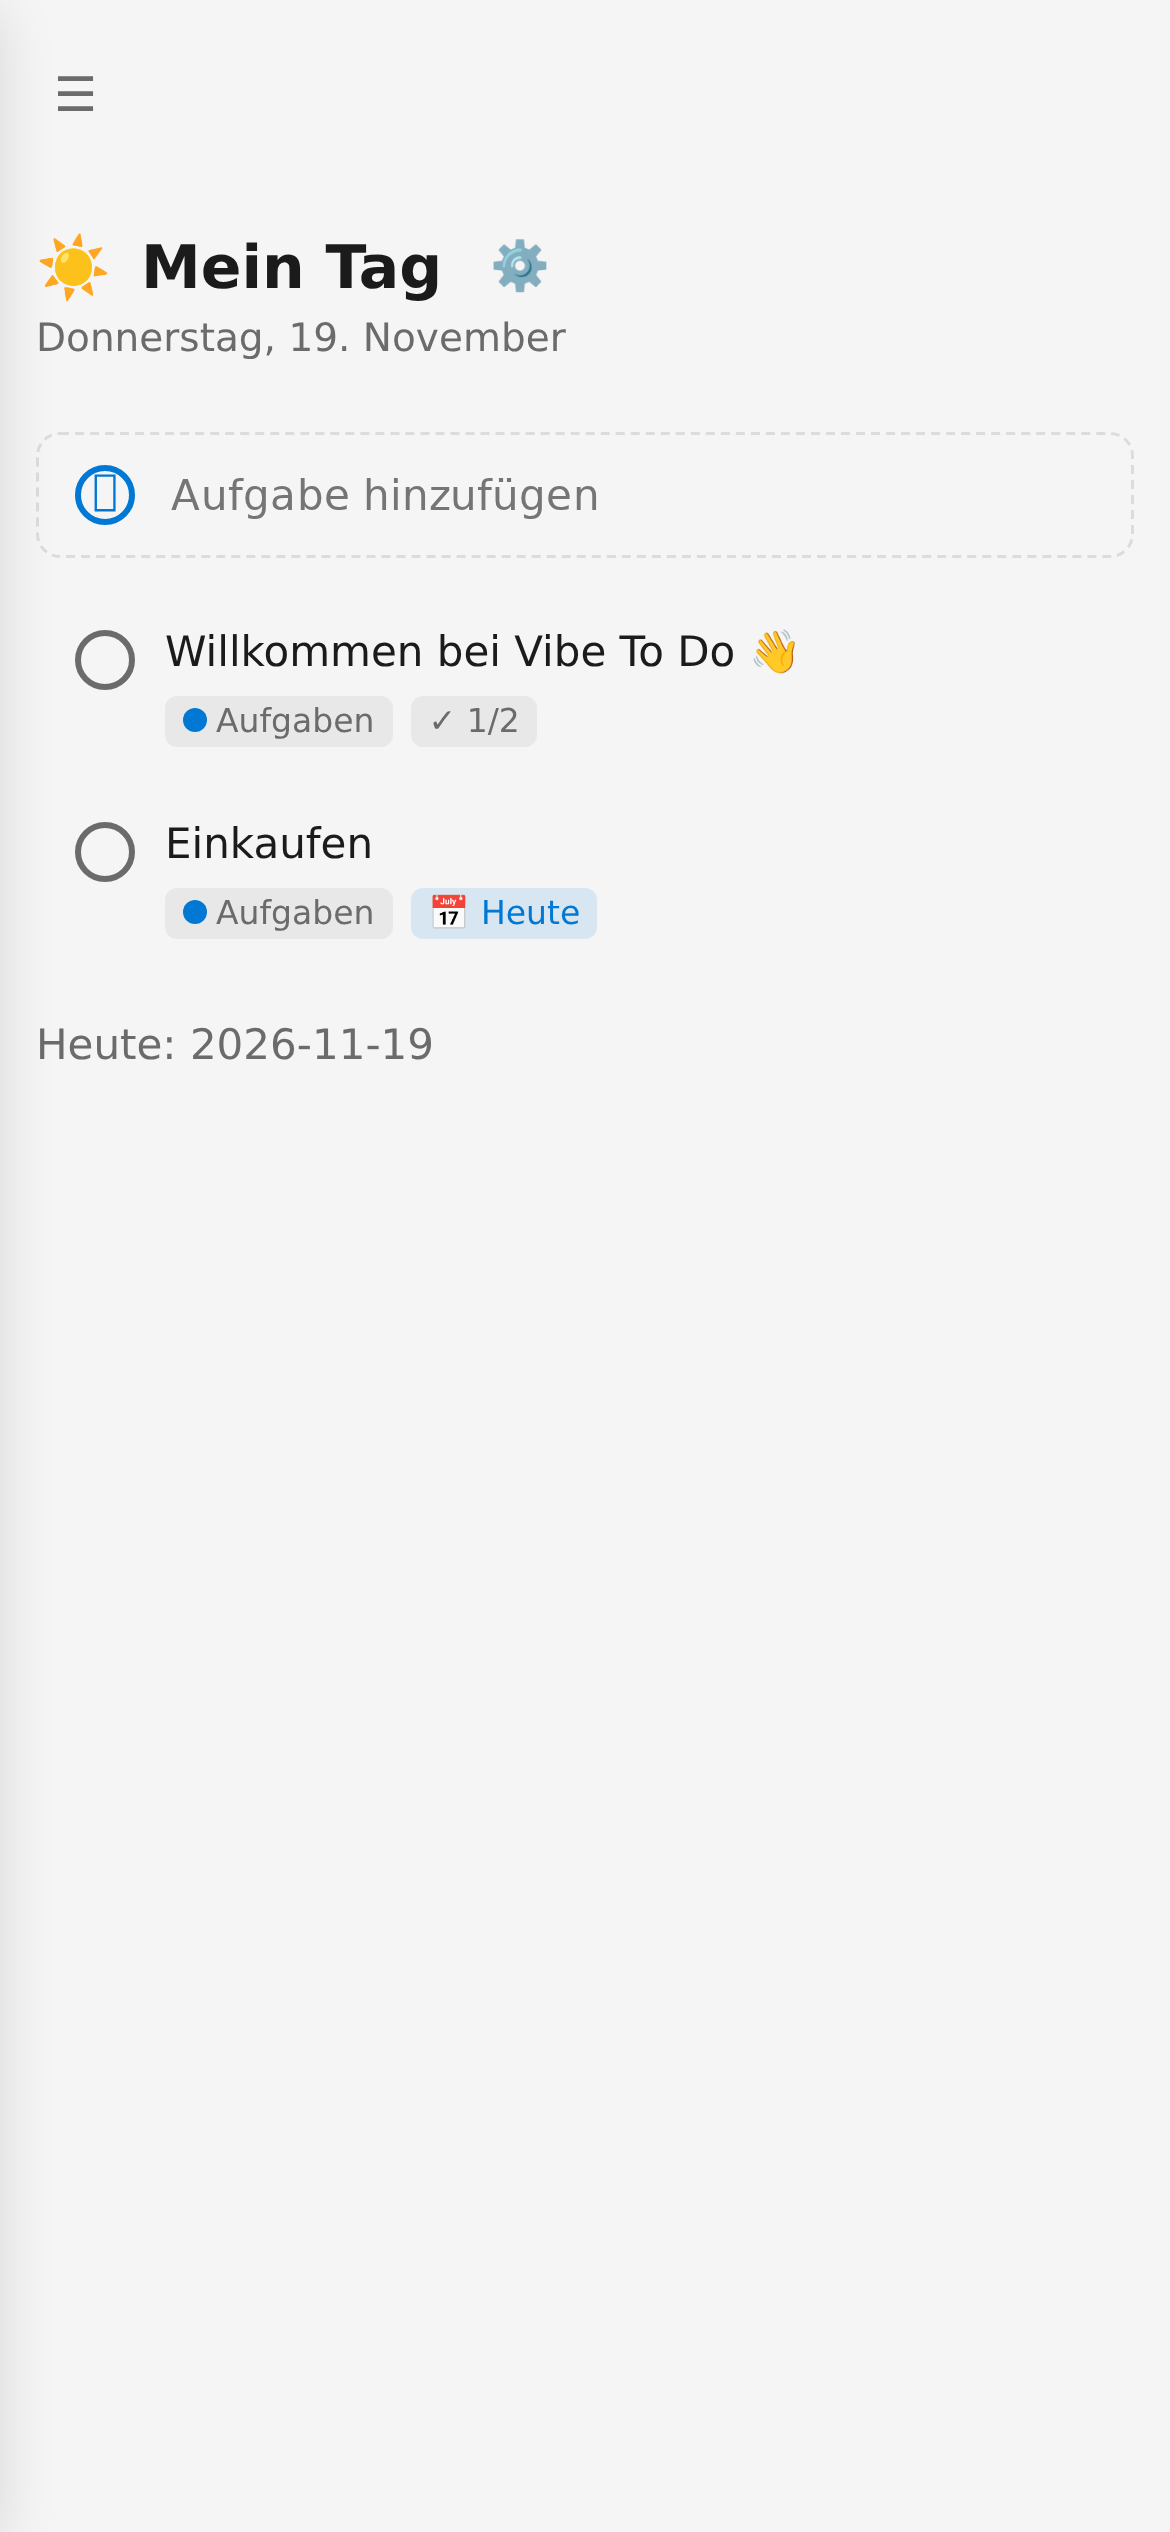 ☰
☀️ Mein Tag ⚙️
Donnerstag, 19. November
Aufgabe hinzufügen
Willkommen bei Vibe To Do 👋
Aufgaben ✓ 1/2
Einkaufen
Aufgaben 📅 Heute
Heute: 2026-11-19